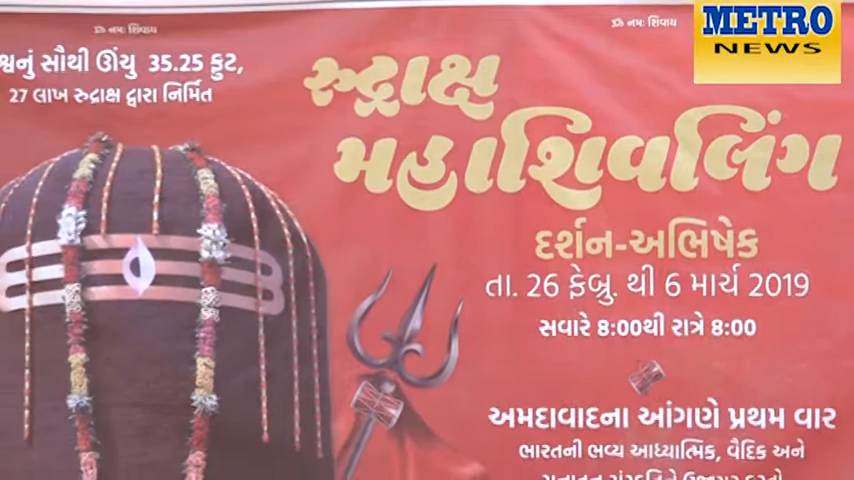 ૐ નમઃ શિવાય
ૐ નમઃ શિવાય
METRO
NEWS
સૌથી ઊંચુ 35.25 ફુટ,
27 લાખ રુદ્રાક્ષ દ્વારા નિર્મિત
રુદ્રાક્ષ
મહાશિવલિંગ
દર્શન-અભિષેક
તા. 26 ફેબ્રુ. થી 6 માર્ચ 2019
સવારે 8:00થી રાત્રે 8:00
અમદાવાદના આંગણે પ્રથમ વાર
ભારતની ભવ્ય આધ્યાત્મિક, વૈદિક અને